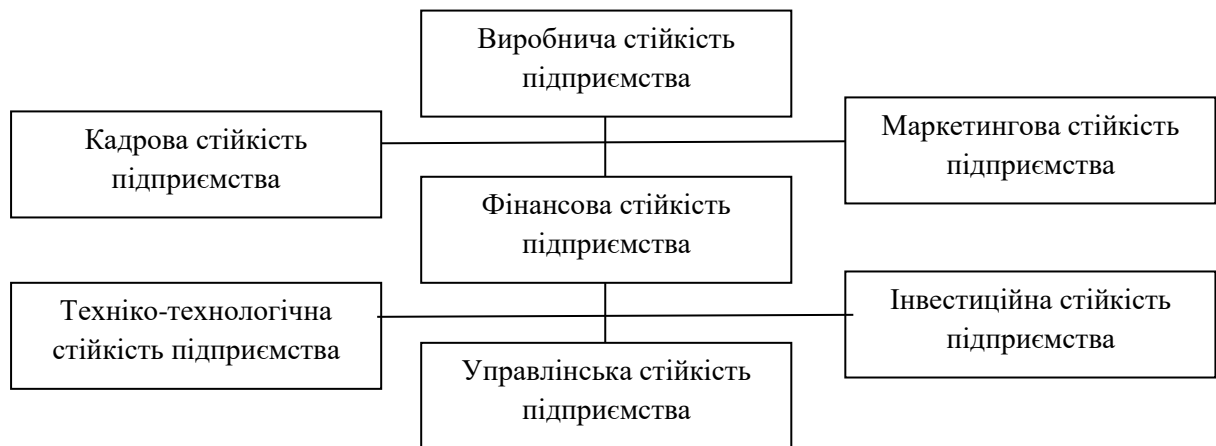 Виробнича стійкість
підприємства
Кадрова стійкість
підприємства
Маркетингова стійкість
підприємства
Фінансова стійкість
підприємства
Техніко-технологічна
стійкість підприємства
Інвестиційна стійкість
підприємства
Управлінська стійкість
підприємства